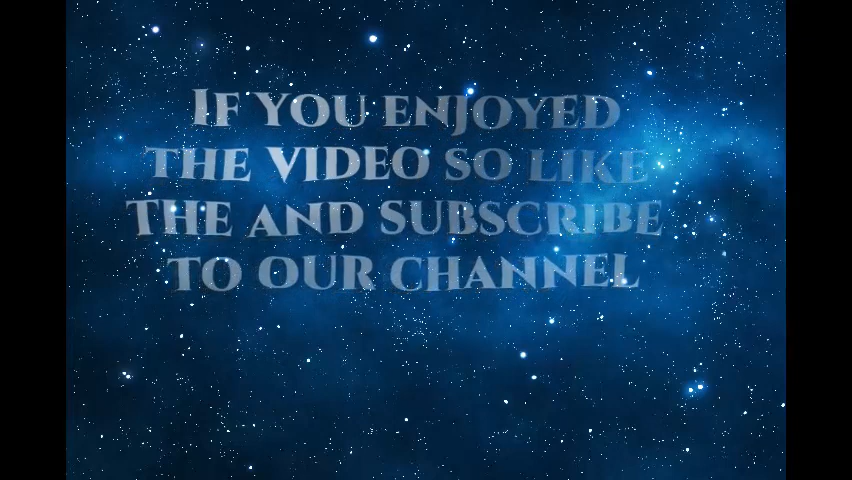 If you enjoyed
the video so like
the and subscribe
to our channel